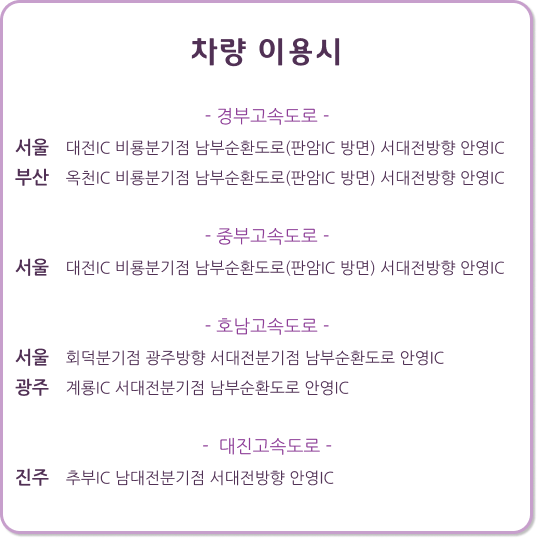 차량 이용시
- 경부고속도로 -
서울 대전IC 비룡분기점 남부순환도로(판암IC 방면) 서대전방향 안영IC
부산 옥천IC 비룡분기점 남부순환도로(판암IC 방면) 서대전방향 안영IC
- 중부고속도로 -
서울 대전IC 비룡분기점 남부순환도로(판암IC 방면) 서대전방향 안영IC
- 호남고속도로 -
서울 회덕분기점 광주방향 서대전분기점 남부순환도로 안영IC
광주 계룡IC 서대전분기점 남부순환도로 안영IC
- 대진고속도로 -
진주 추부IC 남대전분기점 서대전방향 안영IC